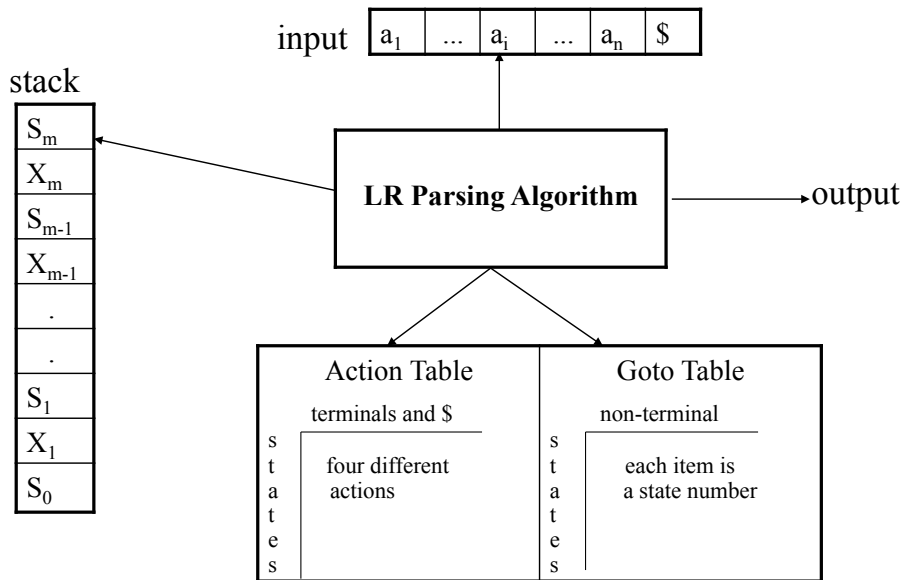 input a₁ ... aᵢ ... aₙ $
stack
Sₘ
Xₘ
Sₘ₋₁
Xₘ₋₁
.
.
S₁
X₁
S₀
LR Parsing Algorithm
output
Action Table
terminals and $
s
t
a
t
e
s
four different
actions
Goto Table
non-terminal
s
t
a
t
e
s
each item is
a state number